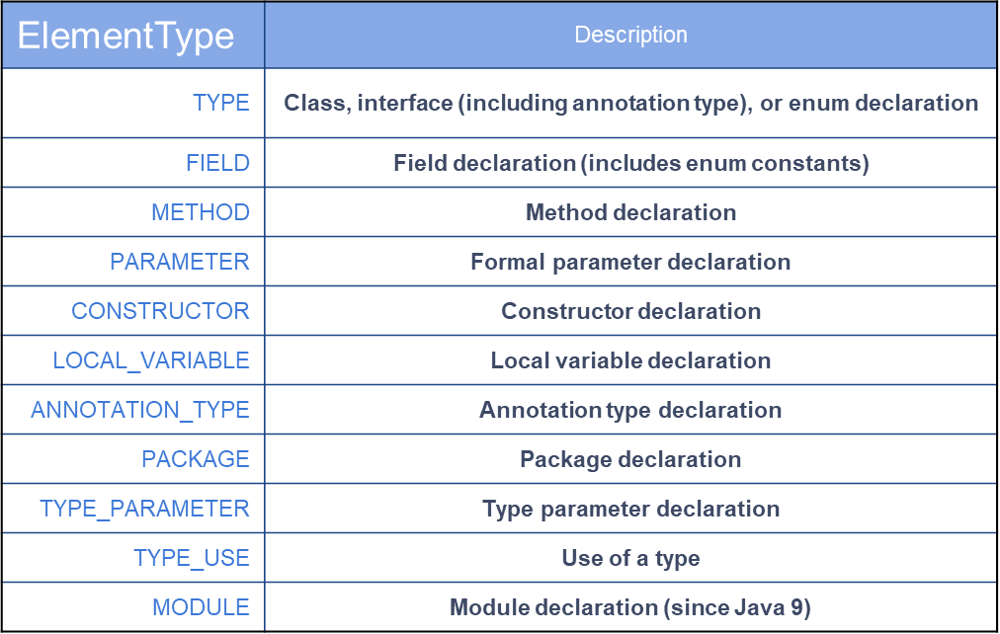 ElementType Description
TYPE Class, interface (including annotation type), or enum declaration
FIELD Field declaration (includes enum constants)
METHOD Method declaration
PARAMETER Formal parameter declaration
CONSTRUCTOR Constructor declaration
LOCAL_VARIABLE Local variable declaration
ANNOTATION_TYPE Annotation type declaration
PACKAGE Package declaration
TYPE_PARAMETER Type parameter declaration
TYPE_USE Use of a type
MODULE Module declaration (since Java 9)